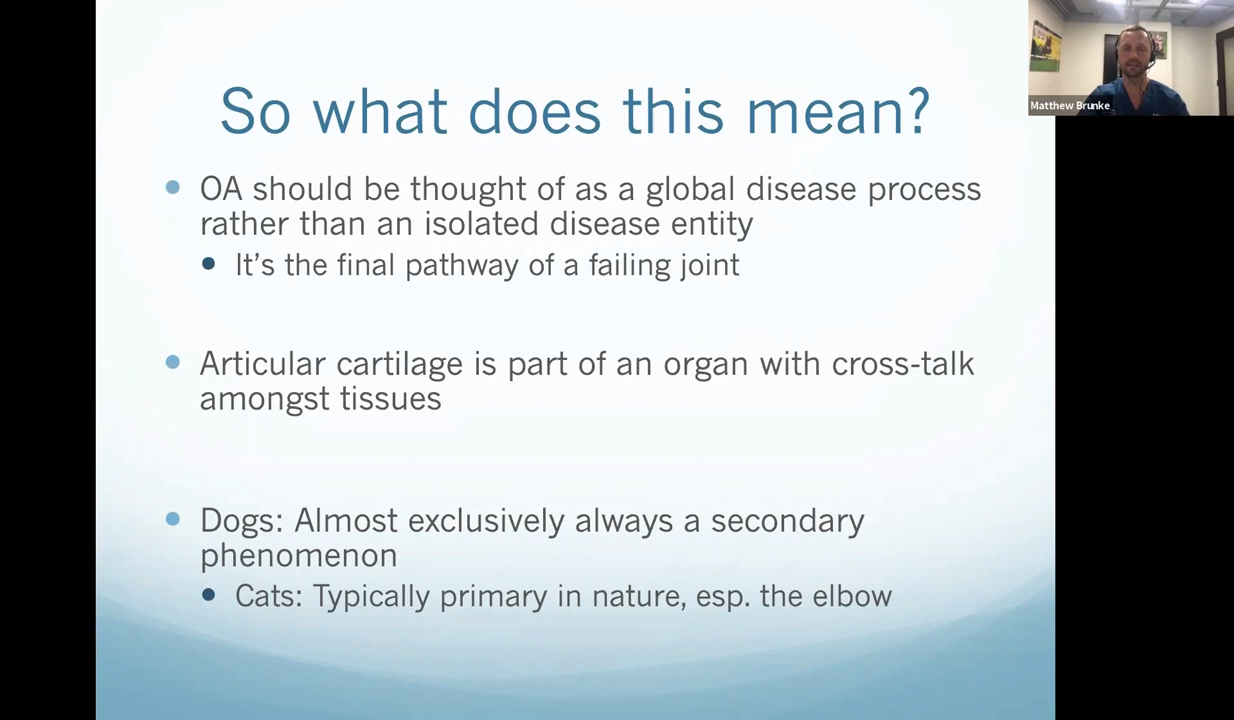 So what does this mean?
OA should be thought of as a global disease process
rather than an isolated disease entity
It's the final pathway of a failing joint
Articular cartilage is part of an organ with cross-talk
amongst tissues
Dogs: Almost exclusively always a secondary
phenomenon
Cats: Typically primary in nature, esp. the elbow
Matthew Brunke